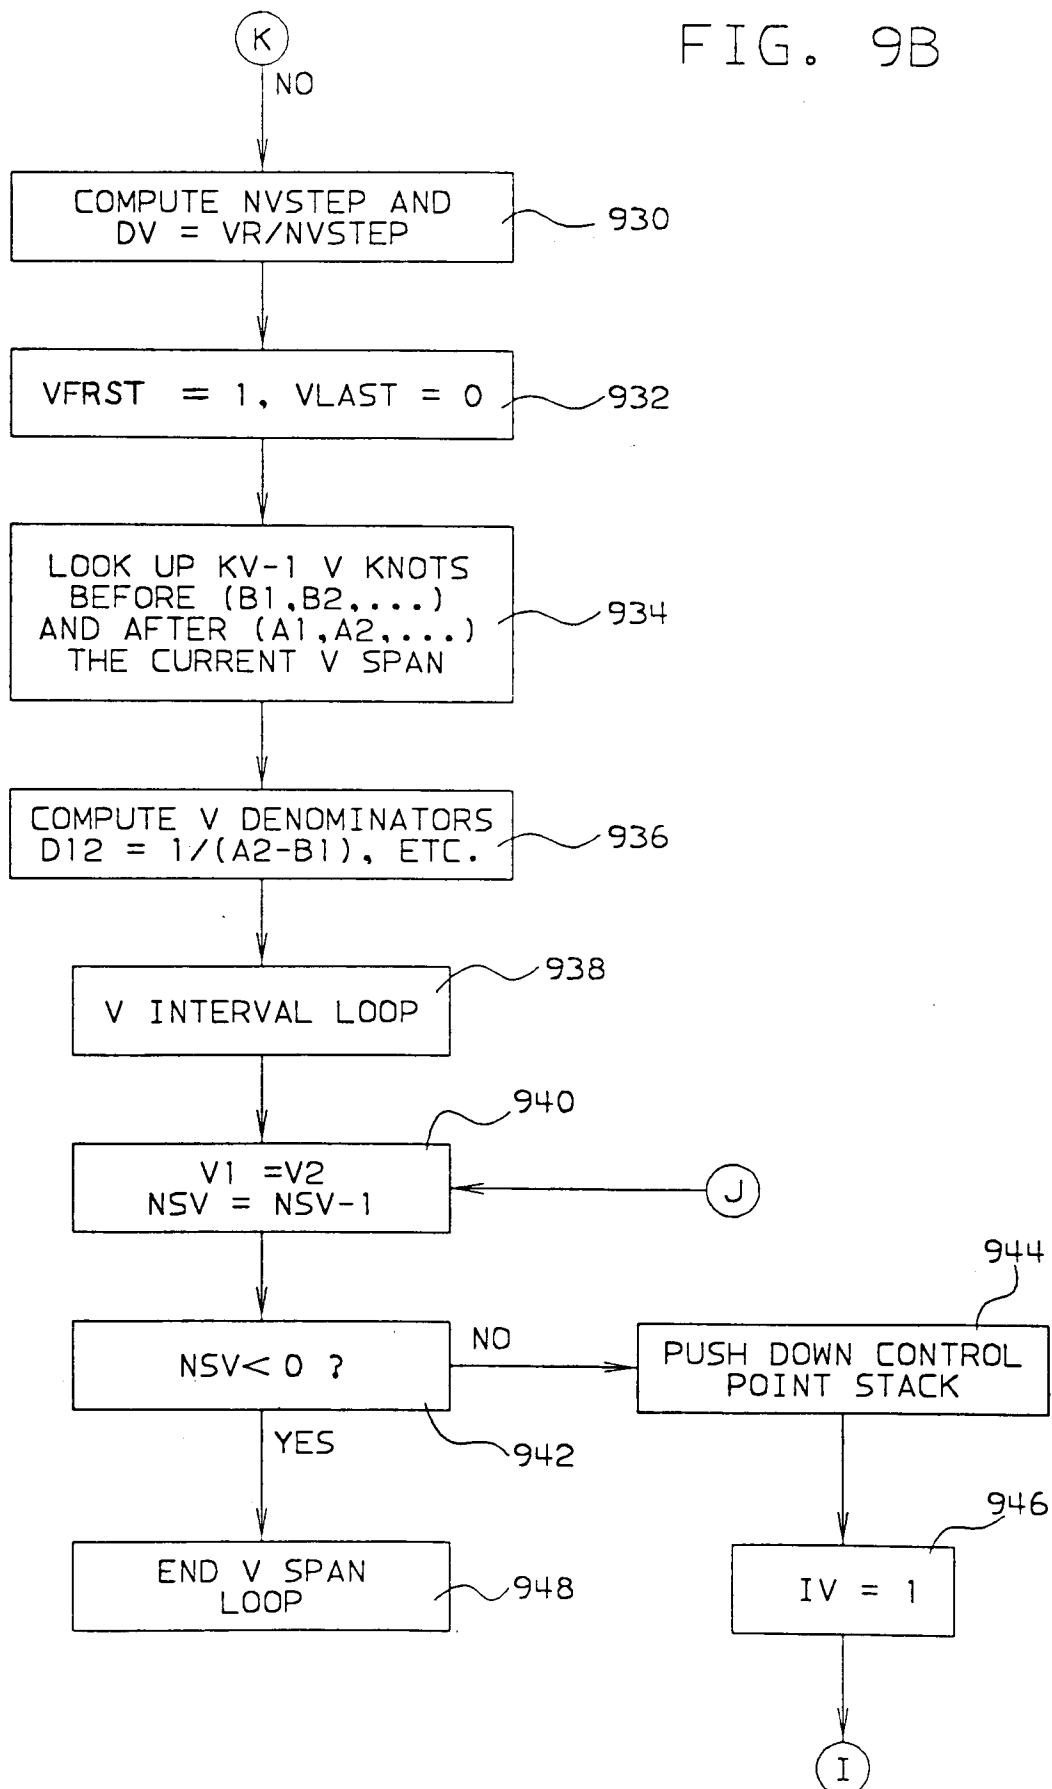 K
FIG. 9B
NO
COMPUTE NVSTEP AND
DV = VR/NVSTEP
930
VFRST = 1, VLAST = 0
932
LOOK UP KV-1 V KNOTS
BEFORE (B1,B2,....)
AND AFTER (A1,A2,....)
THE CURRENT V SPAN
934
COMPUTE V DENOMINATORS
D12 = 1/(A2-B1), ETC.
936
938
V INTERVAL LOOP
940
V1 =V2
NSV = NSV-1
J
944
NSV< 0 ?
NO
PUSH DOWN CONTROL
POINT STACK
YES
942
946
END V SPAN
LOOP
948
IV = 1
I